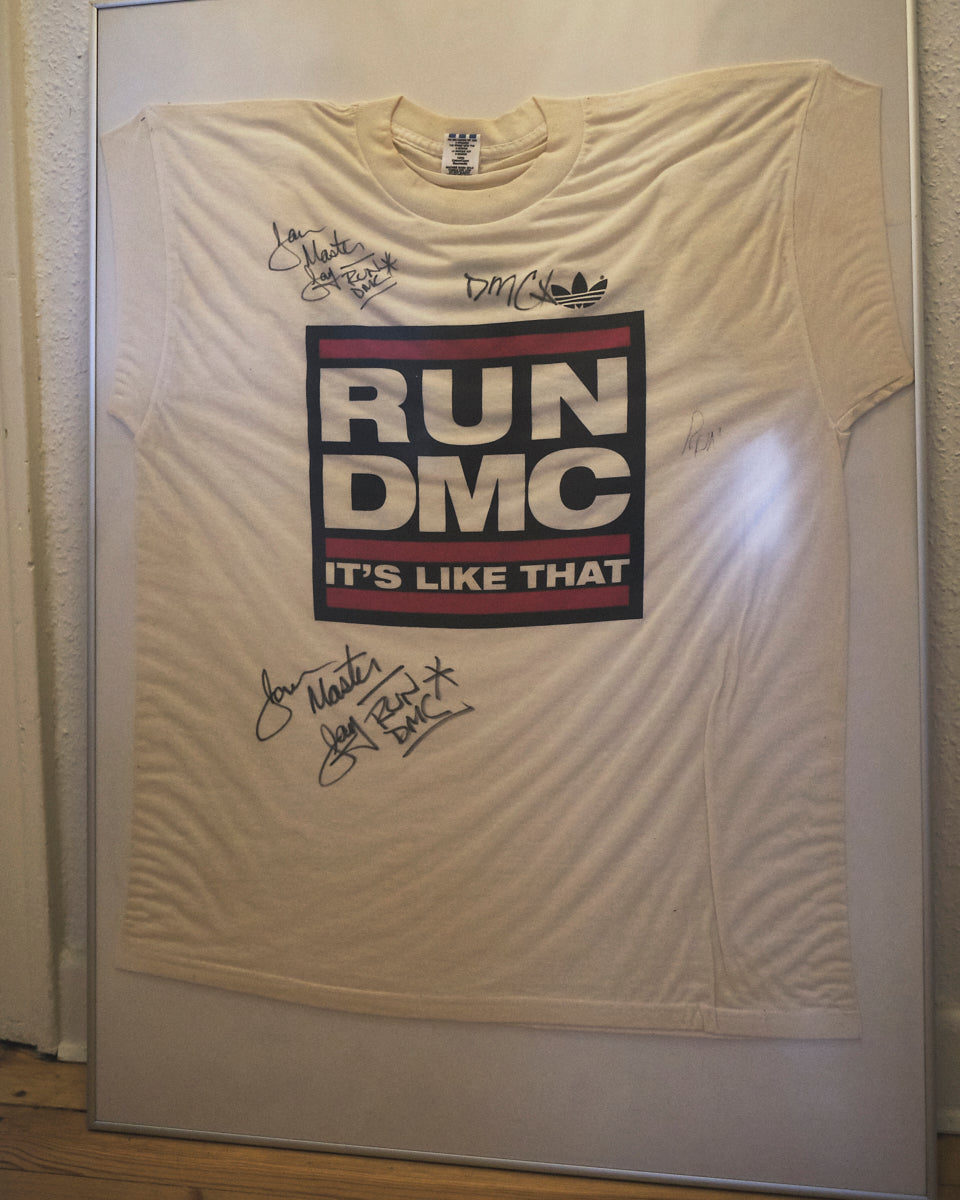 Jam
Master
Jay RUN*
DMC
DMC*
RUN
DMC
IT'S LIKE THAT
Jam
Master
Jay RUN*
DMC